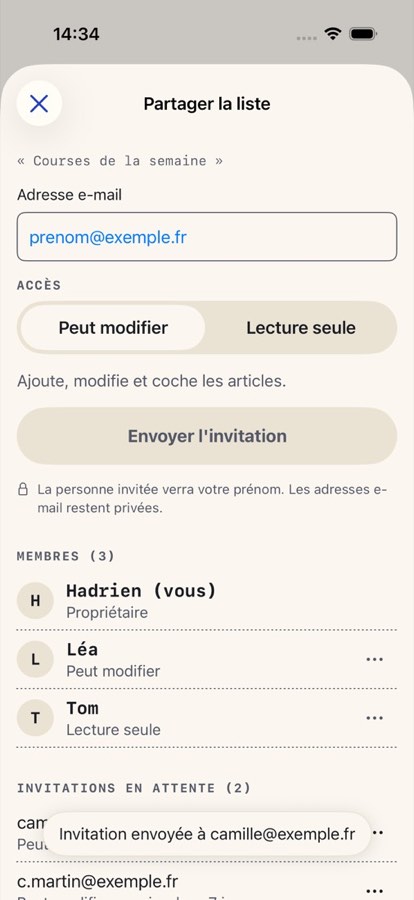 14:34
Partager la liste
« Courses de la semaine »
Adresse e-mail
prenom@exemple.fr
ACCÈS
Peut modifier
Lecture seule
Ajoute, modifie et coche les articles.
Envoyer l'invitation
La personne invitée verra votre prénom. Les adresses e-
mail restent privées.
MEMBRES (3)
H
Hadrien (vous)
Propriétaire
L
Léa
Peut modifier
T
Tom
Lecture seule
INVITATIONS EN ATTENTE (2)
Invitation envoyée à camille@exemple.fr
c.martin@exemple.fr